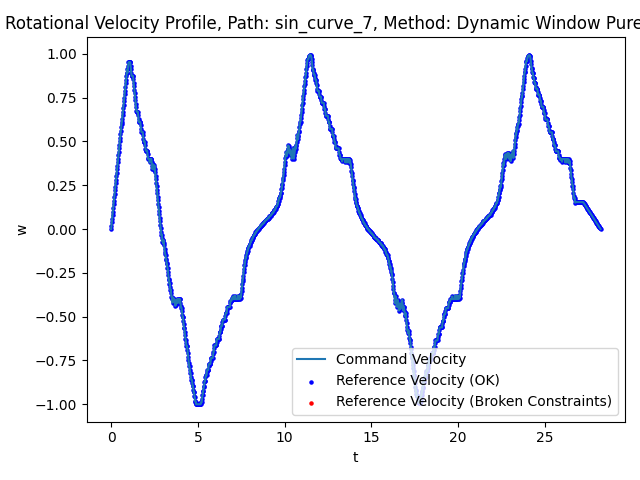 Rotational Velocity Profile, Path: sin_curve_7, Method: Dynamic Window Pure
1.00
0.75
0.50
0.25
0.00
−0.25
−0.50
−0.75
−1.00
w
Command Velocity
Reference Velocity (OK)
Reference Velocity (Broken Constraints)
0 5 10 15 20 25
t